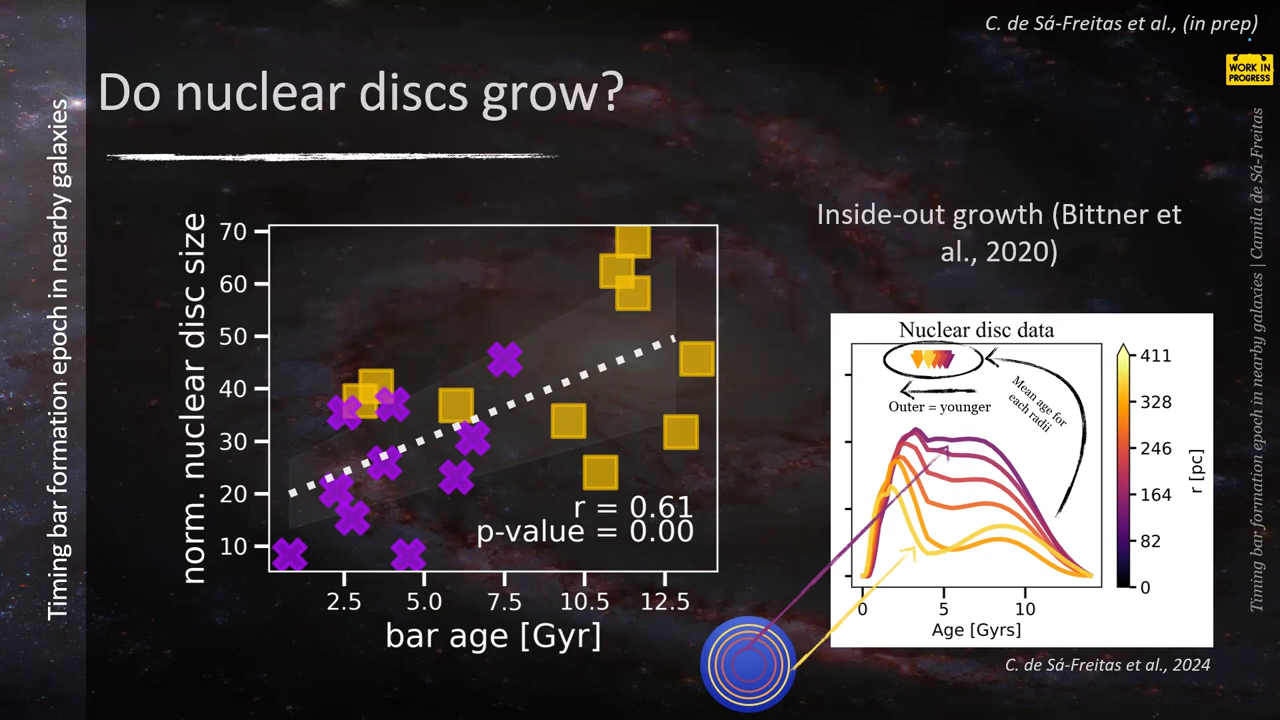 C. de Sá-Freitas et al., (in prep)
WORK IN
PROGRESS
Do nuclear discs grow?
Timing bar formation epoch in nearby galaxies
Timing bar formation epoch in nearby galaxies | Camila de Sá-Freitas
norm. nuclear disc size
70
60
50
40
30
20
10
r = 0.61
p-value = 0.00
2.5 5.0 7.5 10.5 12.5
bar age [Gyr]
Inside-out growth (Bittner et
al., 2020)
Nuclear disc data
Outer = younger
Mean age for
each radii
411
328
246
164
82
0
r [pc]
0 5 10
Age [Gyrs]
C. de Sá-Freitas et al., 2024